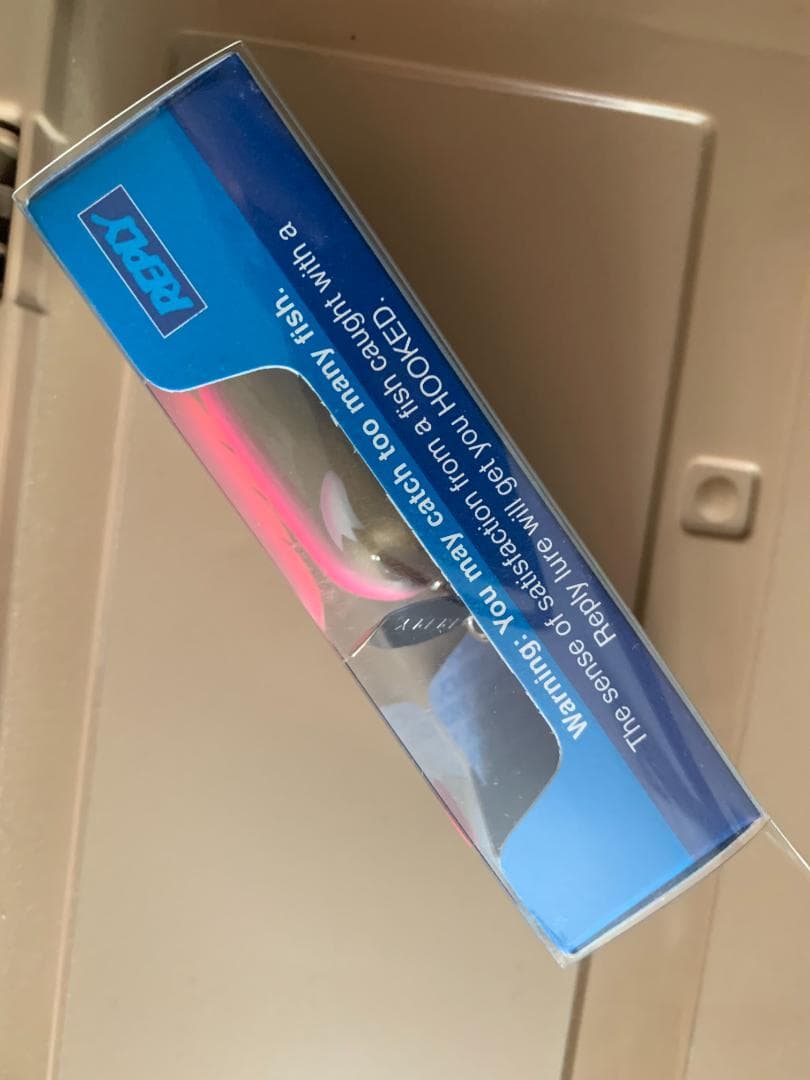 REPLY
Warning: You may catch too many fish.
The sense of satisfaction from a fish caught with a
Reply lure will get you HOOKED.